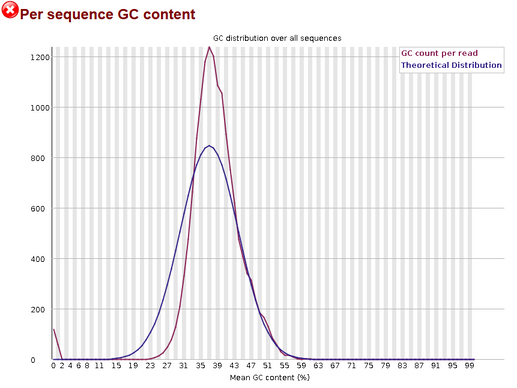 Per sequence GC content
GC distribution over all sequences
GC count per read
Theoretical Distribution
1200
1000
800
600
400
200
0
0 2 4 6 8 11 15 19 23 27 31 35 39 43 47 51 55 59 63 67 71 75 79 83 87 91 95 99
Mean GC content (%)